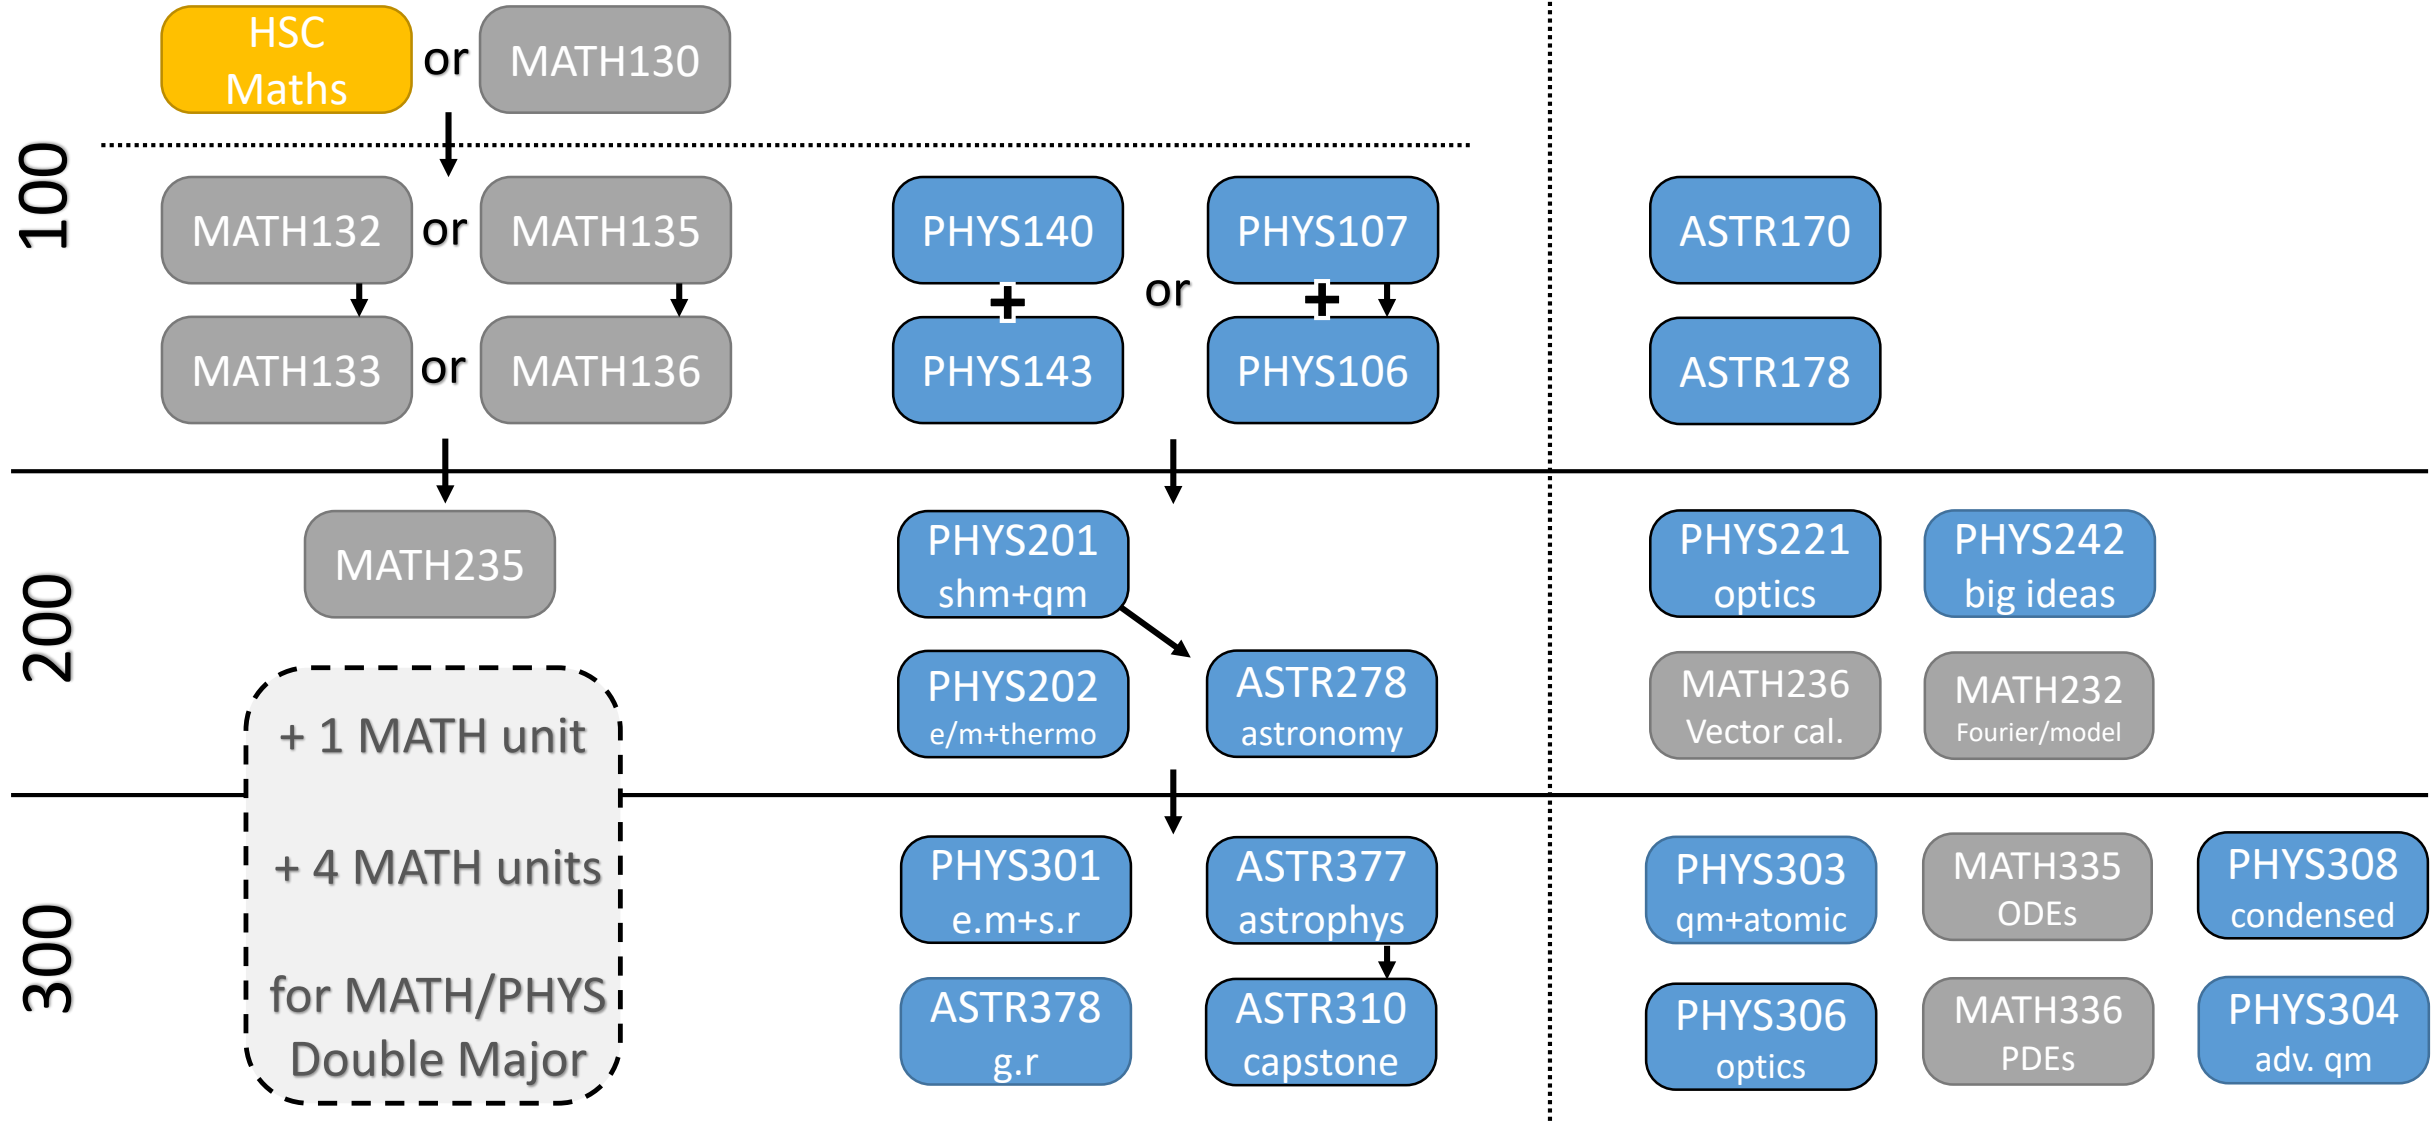 HSC
Maths
or
MATH130
100
MATH132
or
MATH135
PHYS140
PHYS107
ASTR170
+
or
+
MATH133
or
MATH136
PHYS143
PHYS106
ASTR178
200
MATH235
PHYS201
shm+qm
PHYS221
optics
PHYS242
big ideas
PHYS202
e/m+thermo
ASTR278
astronomy
MATH236
Vector cal.
MATH232
Fourier/model
+ 1 MATH unit
+ 4 MATH units
for MATH/PHYS
Double Major
300
PHYS301
e.m+s.r
ASTR377
astrophys
PHYS303
qm+atomic
MATH335
ODEs
PHYS308
condensed
ASTR378
g.r
ASTR310
capstone
PHYS306
optics
MATH336
PDEs
PHYS304
adv. qm